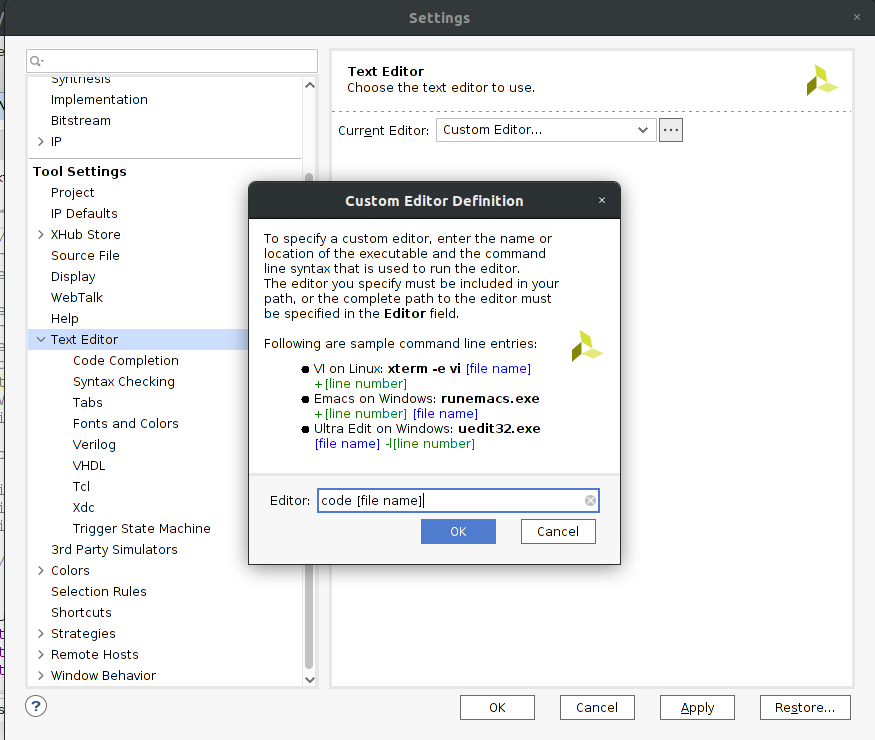 Settings
Synthesis
Implementation
Bitstream
IP
Tool Settings
Project
IP Defaults
XHub Store
Source File
Display
WebTalk
Help
Text Editor
Code Completion
Syntax Checking
Tabs
Fonts and Colors
Verilog
VHDL
Tcl
Xdc
Trigger State Machine
3rd Party Simulators
Colors
Selection Rules
Shortcuts
Strategies
Remote Hosts
Window Behavior
Text Editor
Choose the text editor to use.
Current Editor: Custom Editor... ...
Custom Editor Definition
To specify a custom editor, enter the name or
location of the executable and the command
line syntax that is used to run the editor.
The editor you specify must be included in your
path, or the complete path to the editor must
be specified in the Editor field.
Following are sample command line entries:
● VI on Linux: xterm -e vi [file name]
+[line number]
● Emacs on Windows: runemacs.exe
+[line number] [file name]
● Ultra Edit on Windows: uedit32.exe
[file name] -l[line number]
Editor: code [file name]
OK Cancel
? OK Cancel Apply Restore...